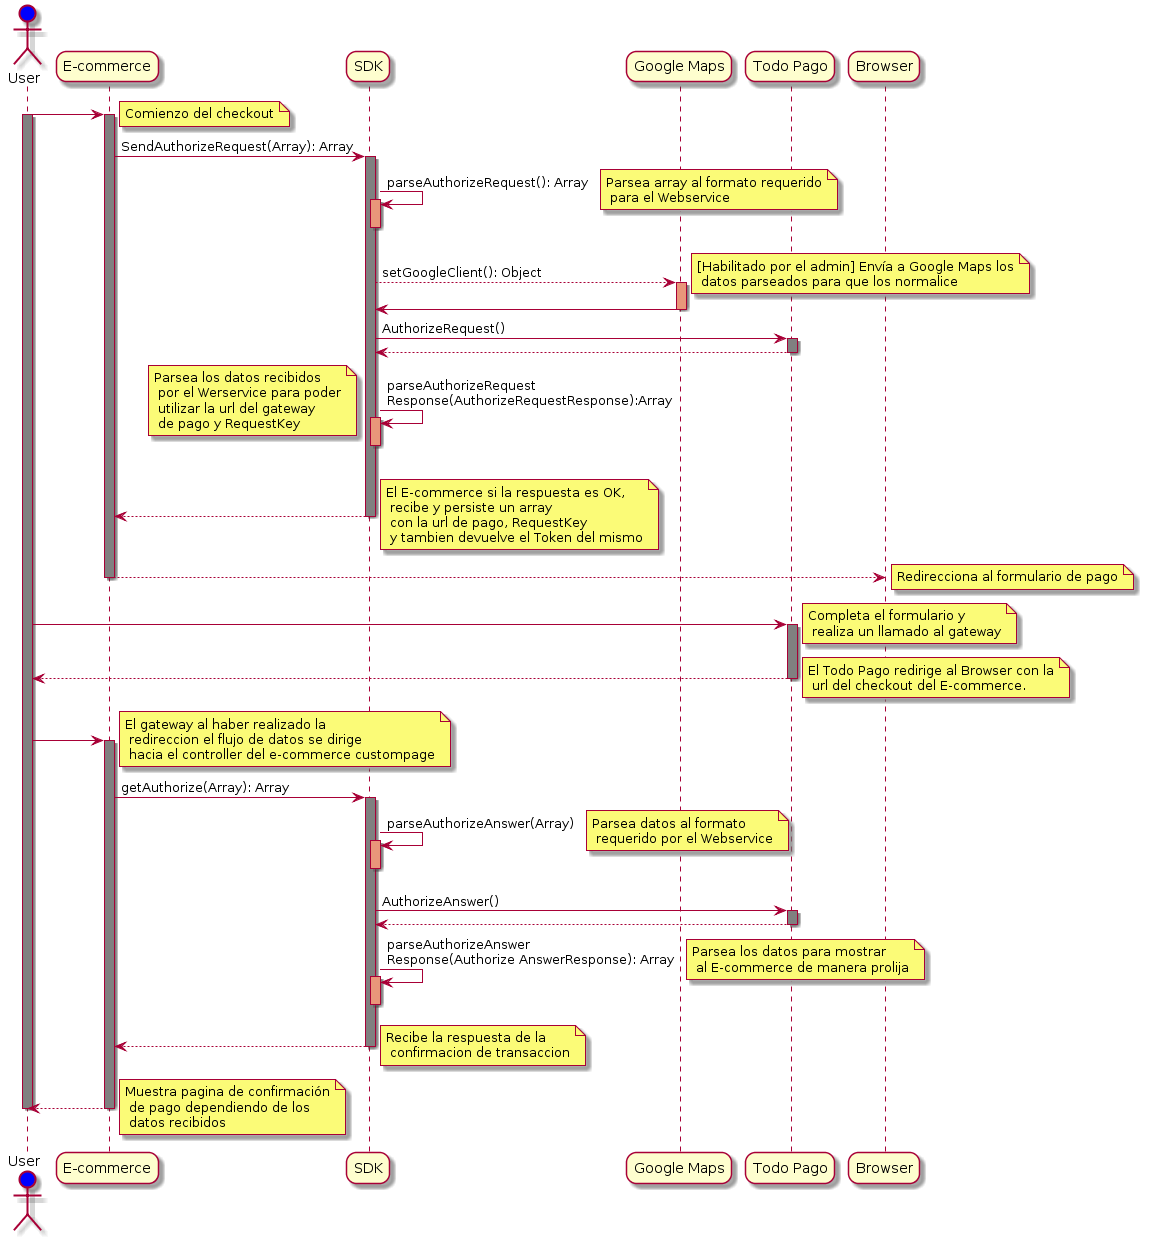 User
E-commerce
SDK
Google Maps
Todo Pago
Browser
Comienzo del checkout
SendAuthorizeRequest(Array): Array
parseAuthorizeRequest(): Array
Parsea array al formato requerido
para el Webservice
setGoogleClient(): Object
[Habilitado por el admin] Envía a Google Maps los
datos parseados para que los normalice
AuthorizeRequest()
Parsea los datos recibidos
por el Werservice para poder
utilizar la url del gateway
de pago y RequestKey
parseAuthorizeRequest
Response(AuthorizeRequestResponse):Array
El E-commerce si la respuesta es OK,
recibe y persiste un array
con la url de pago, RequestKey
y tambien devuelve el Token del mismo
Redirecciona al formulario de pago
Completa el formulario y
realiza un llamado al gateway
El Todo Pago redirige al Browser con la
url del checkout del E-commerce.
El gateway al haber realizado la
redireccion el flujo de datos se dirige
hacia el controller del e-commerce custompage
getAuthorize(Array): Array
parseAuthorizeAnswer(Array)
Parsea datos al formato
requerido por el Webservice
AuthorizeAnswer()
parseAuthorizeAnswer
Response(Authorize AnswerResponse): Array
Parsea los datos para mostrar
al E-commerce de manera prolija
Recibe la respuesta de la
confirmacion de transaccion
Muestra pagina de confirmación
de pago dependiendo de los
datos recibidos
User
E-commerce
SDK
Google Maps
Todo Pago
Browser